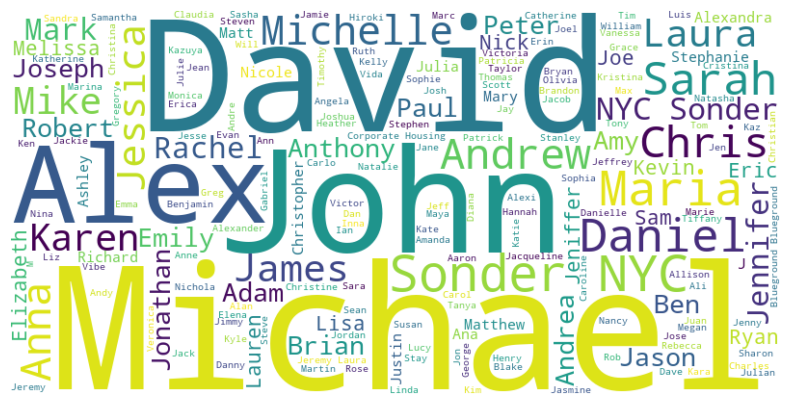 David
Michael
John
Alex
Michelle
Mark
Melissa
Joseph
Mike
Robert
Jessica
Rachel
Paul
Peter
Nick
Laura
Joe
Sarah
NYC Sonder
Chris
Amy
Kevin
Eric
Maria
Andrew
Anthony
Karen
Emily
Elizabeth
Richard
Anna
Jonathan
James
Adam
Lauren
Lisa
Brian
Justin
Matthew
Ana
Andrea
Sonder NYC
Jeniffer
Daniel
Sam
Jennifer
Ben
Jason
Ryan
Sandra
Samantha
Claudia
Steven
Matt
Will
Sasha
Jamie
Hiroki
Marc
Catherine
Joel
Erin
Tim
William
Vanessa
Grace
Luis
Alexandra
Stephanie
Cristina
Kristina
Max
Natasha
Tony
Tom
Kaz
Jen
Christian
Jeffrey
Katherine
Marina
Christina
Gregory
Kazuya
Julie
Jean
Monica
Erica
Nicole
Andre
Ruth
Kelly
Vida
Angela
Timothy
Julia
Sophie
Josh
Joshua
Heather
Stephen
Victoria
Patricia
Taylor
Thomas
Scott
Mary
Jay
Bryan
Olivia
Brandon
Jacob
Ken
Jackie
Jesse
Evan
Ann
Corporate Housing
Jane
Patrick
Stanley
Carlo
Natalie
Ashley
Nina
Emma
Benjamin
Greg
Alexander
Gabriel
Christopher
Victor
Dan
Inna
Ian
Jeff
Maya
Kate
Amanda
Diana
Alexi
Hannah
Katie
Sophia
Danielle
Marie
Tiffany
Caroline
Jacqueline
Aaron
J
Blueground Blueground
Liz
M
Vibe
Andy
Anne
Nichola
Veronica
Jack
Christine
Sara
Alan
Elena
Jimmy
Kyle
Steve
Danny
Sean
Jordan
Jeremy Laura
Martin
Rose
Carol
Tanya
Susan
Lucy
Stay
Jon
George
Henry
Blake
Kim
Linda
Jasmine
Allison
Ali
Nancy
Juan
Jose
Megan
Rebecca
Jenny
Sharon
Rob
Dave
Kara
Charles
Julian
Jeremy